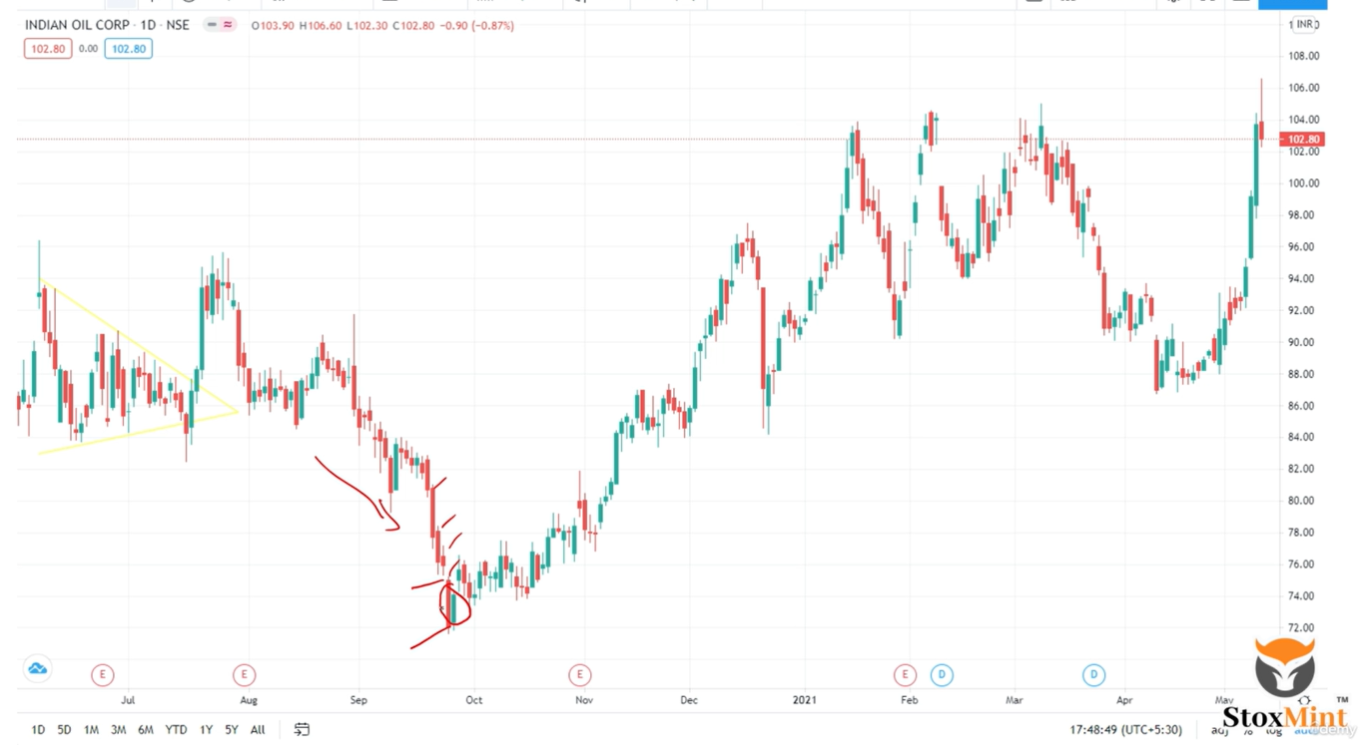 INDIAN OIL CORP · 1D · NSE O103.90 H106.60 L102.30 C102.80 −0.90 (−0.87%)
102.80 0.00 102.80
INR
108.00
106.00
104.00
102.80
102.00
100.00
98.00
96.00
94.00
92.00
90.00
88.00
86.00
84.00
82.00
80.00
78.00
76.00
74.00
72.00
E E E E D D
Jul Aug Sep Oct Nov Dec 2021 Feb Mar Apr May
StoxMint TM
1D 5D 1M 3M 6M YTD 1Y 5Y All 17:48:49 (UTC+5:30) adj % log auto